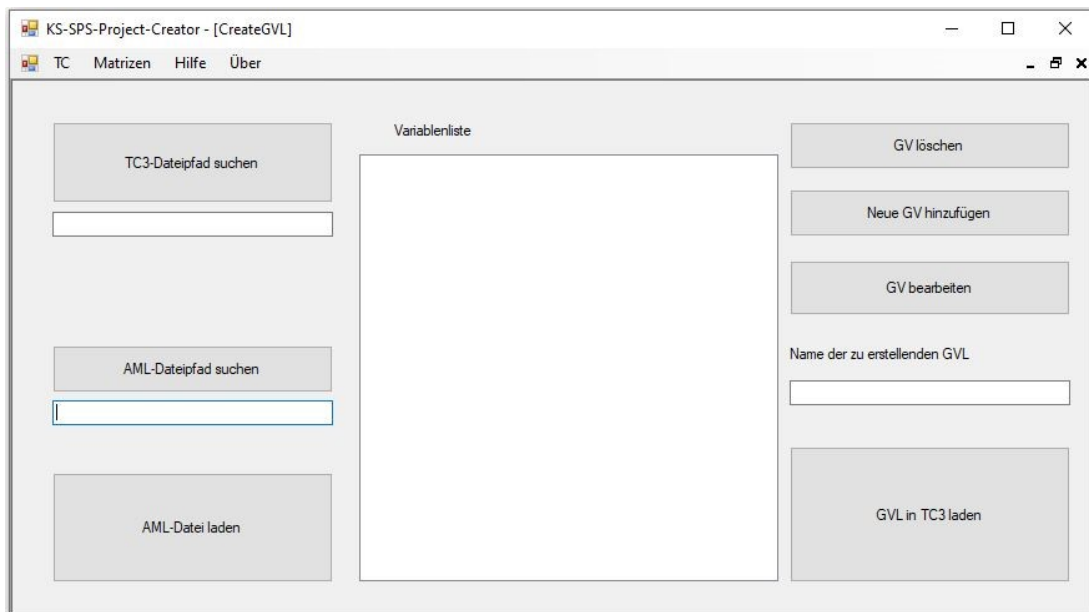 KS-SPS-Project-Creator - [CreateGVL]
TC Matrizen Hilfe Über
TC3-Dateipfad suchen
AML-Dateipfad suchen
AML-Datei laden
Variablenliste
GV löschen
Neue GV hinzufügen
GV bearbeiten
Name der zu erstellenden GVL
GVL in TC3 laden